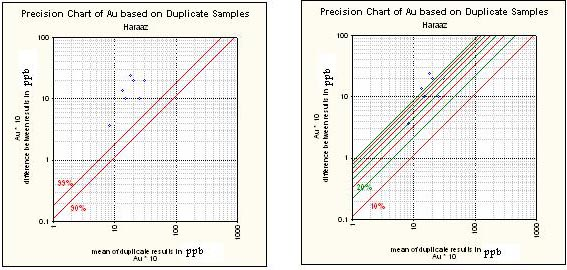 Precision Chart of Au based on Duplicate Samples
Haraaz
100
10
1
0.1
Au * 10
difference between results in ppb
99%
90%
1
10
100
1000
mean of duplicate results in ppb
Au * 10
Precision Chart of Au based on Duplicate Samples
Haraaz
100
10
1
0.1
Au * 10
difference between results in ppb
20%
10%
1
10
100
1000
mean of duplicate results in ppb
Au * 10